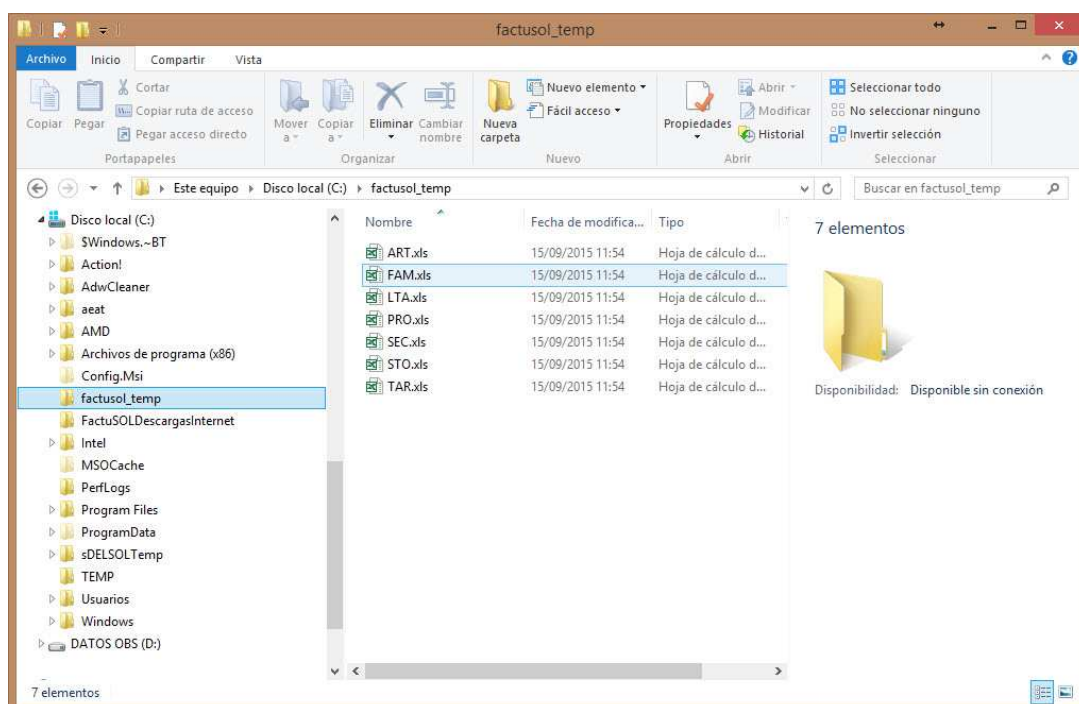 factusol_temp
Archivo Inicio Compartir Vista
Copiar Pegar Cortar Copiar ruta de acceso Pegar acceso directo
Mover a Copiar a Eliminar Cambiar nombre
Nueva carpeta Nuevo elemento Fácil acceso
Propiedades Abrir Modificar Historial
Seleccionar todo No seleccionar ninguno Invertir selección
Portapapeles Organizar Nuevo Abrir Seleccionar
Este equipo Disco local (C:) factusol_temp Buscar en factusol_temp
Disco local (C:)
$Windows.~BT
Action!
AdwCleaner
aeat
AMD
Archivos de programa (x86)
Config.Msi
factusol_temp
FactuSOLDescargasInternet
Intel
MSOCache
PerfLogs
Program Files
ProgramData
sDELSOLTemp
TEMP
Usuarios
Windows
DATOS OBS (D:)
Nombre Fecha de modifica... Tipo
ART.xls 15/09/2015 11:54 Hoja de cálculo d...
FAM.xls 15/09/2015 11:54 Hoja de cálculo d...
LTA.xls 15/09/2015 11:54 Hoja de cálculo d...
PRO.xls 15/09/2015 11:54 Hoja de cálculo d...
SEC.xls 15/09/2015 11:54 Hoja de cálculo d...
STO.xls 15/09/2015 11:54 Hoja de cálculo d...
TAR.xls 15/09/2015 11:54 Hoja de cálculo d...
7 elementos
Disponibilidad: Disponible sin conexión
7 elementos